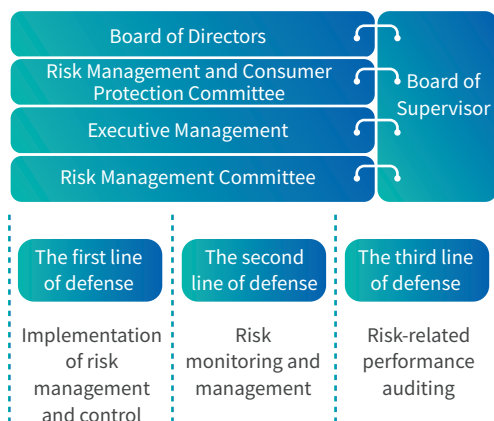 Board of Directors
Risk Management and Consumer
Protection Committee
Executive Management
Risk Management Committee
Board of
Supervisor
The first line
of defense
Implementation
of risk
management
and control
The second
line of defense
Risk
monitoring and
management
The third line
of defense
Risk-related
performance
auditing